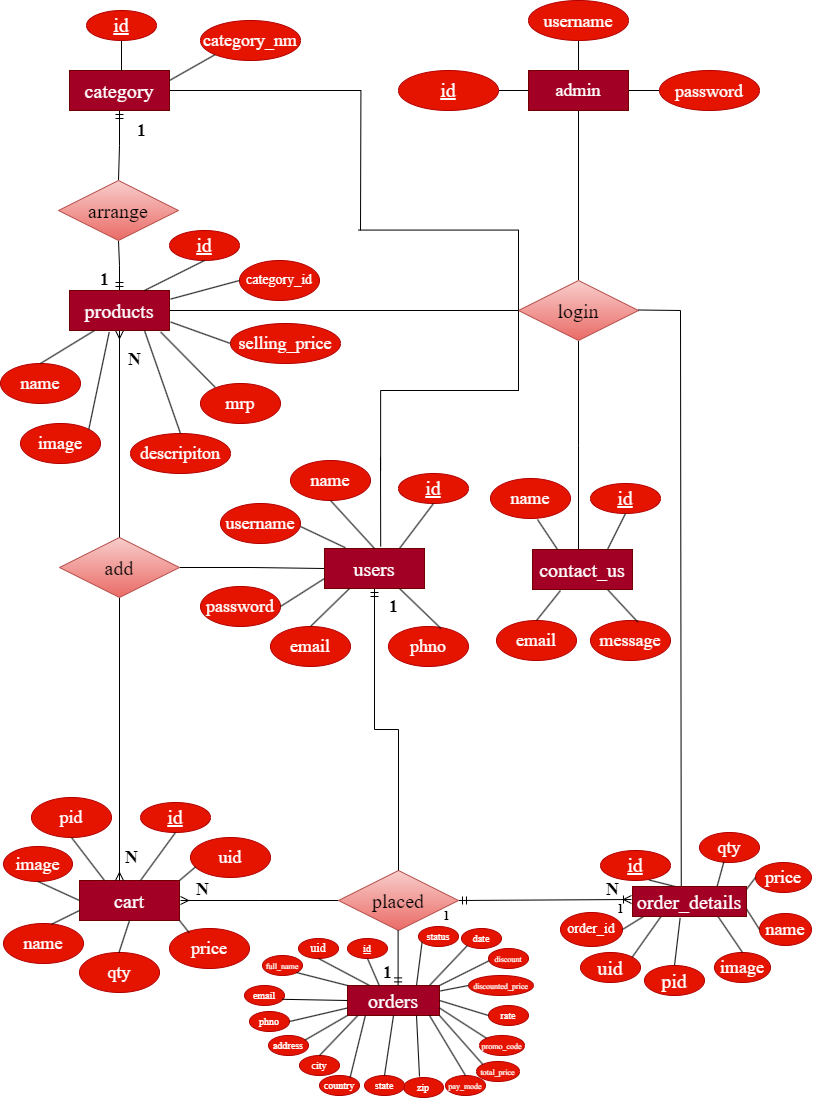 username
id
category_nm
category
id
admin
password
1
arrange
id
1
category_id
products
login
selling_price
N
name
mrp
image
descripiton
name
id
name
id
username
add
users
contact_us
password
1
email
phno
email
message
pid
id
N
uid
image
qty
id
price
N
N
cart
placed
order_details
1
1
name
price
order_id
name
qty
uid
pid
image
status
date
uid
id
full_name
discount
1
discounted_price
email
orders
phno
rate
address
promo_code
city
total_price
country
state
zip
pay_mode